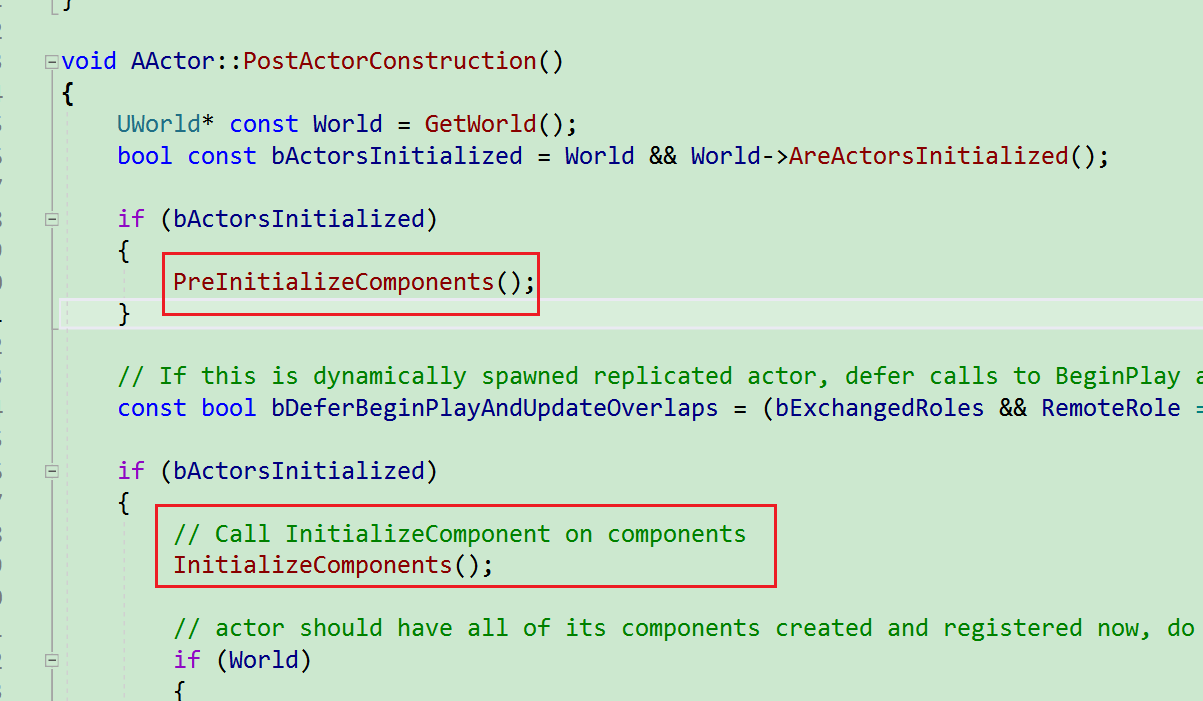 }
void AActor::PostActorConstruction()
{
UWorld* const World = GetWorld();
bool const bActorsInitialized = World && World->AreActorsInitialized();
if (bActorsInitialized)
{
PreInitializeComponents();
}
// If this is dynamically spawned replicated actor, defer calls to BeginPlay
const bool bDeferBeginPlayAndUpdateOverlaps = (bExchangedRoles && RemoteRole =
if (bActorsInitialized)
{
// Call InitializeComponent on components
InitializeComponents();
// actor should have all of its components created and registered now, do
if (World)
{